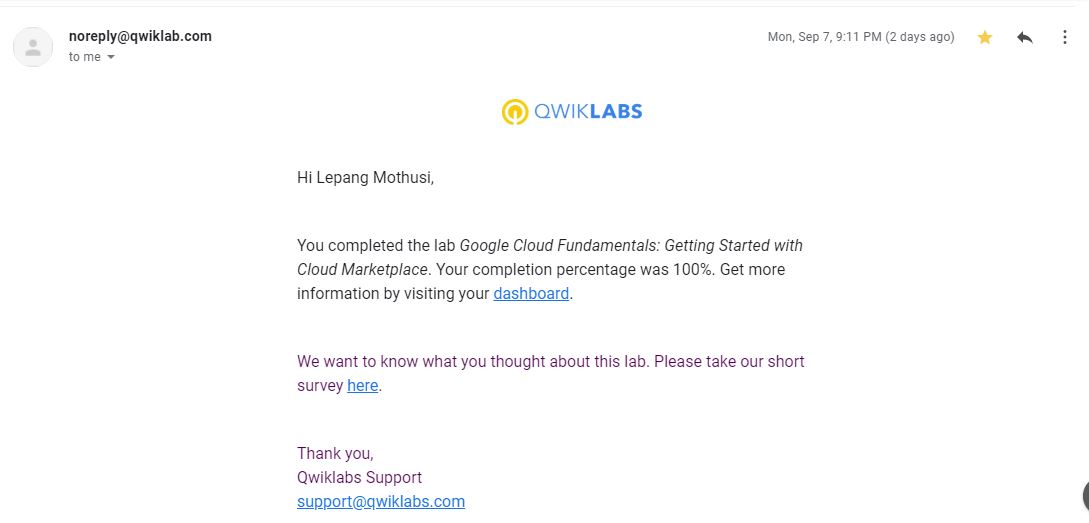 noreply@qwiklab.com
Mon, Sep 7, 9:11 PM (2 days ago)
to me
QWIKLABS
Hi Lepang Mothusi,
You completed the lab Google Cloud Fundamentals: Getting Started with
Cloud Marketplace. Your completion percentage was 100%. Get more
information by visiting your dashboard.
We want to know what you thought about this lab. Please take our short
survey here.
Thank you,
Qwiklabs Support
support@qwiklabs.com